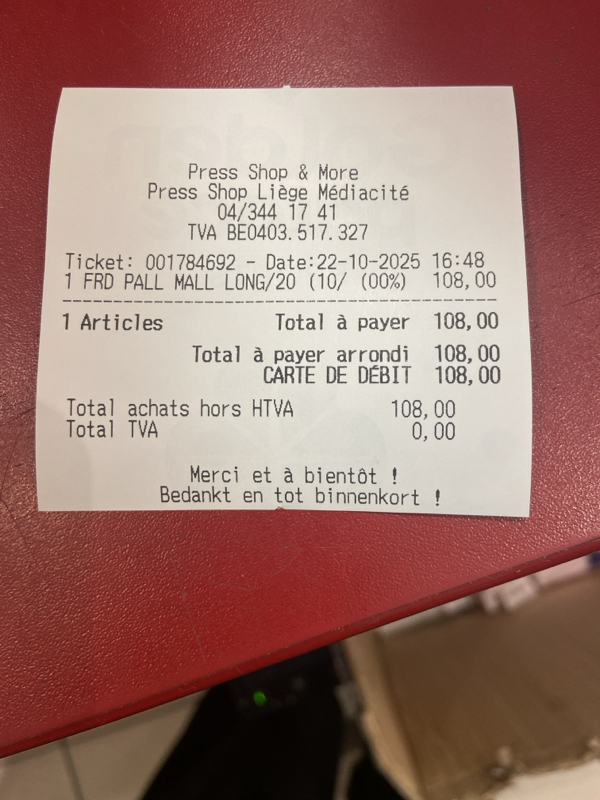 Press Shop & More
Press Shop Liège Médiacité
04/344 17 41
TVA BE0403.517.327
Ticket: 001784692 - Date:22-10-2025 16:48
1 FRD PALL MALL LONG/20 (10/ (00%) 108,00
1 Articles Total à payer 108,00
Total à payer arrondi 108,00
CARTE DE DÉBIT 108,00
Total achats hors HTVA 108,00
Total TVA 0,00
Merci et à bientôt !
Bedankt en tot binnenkort !